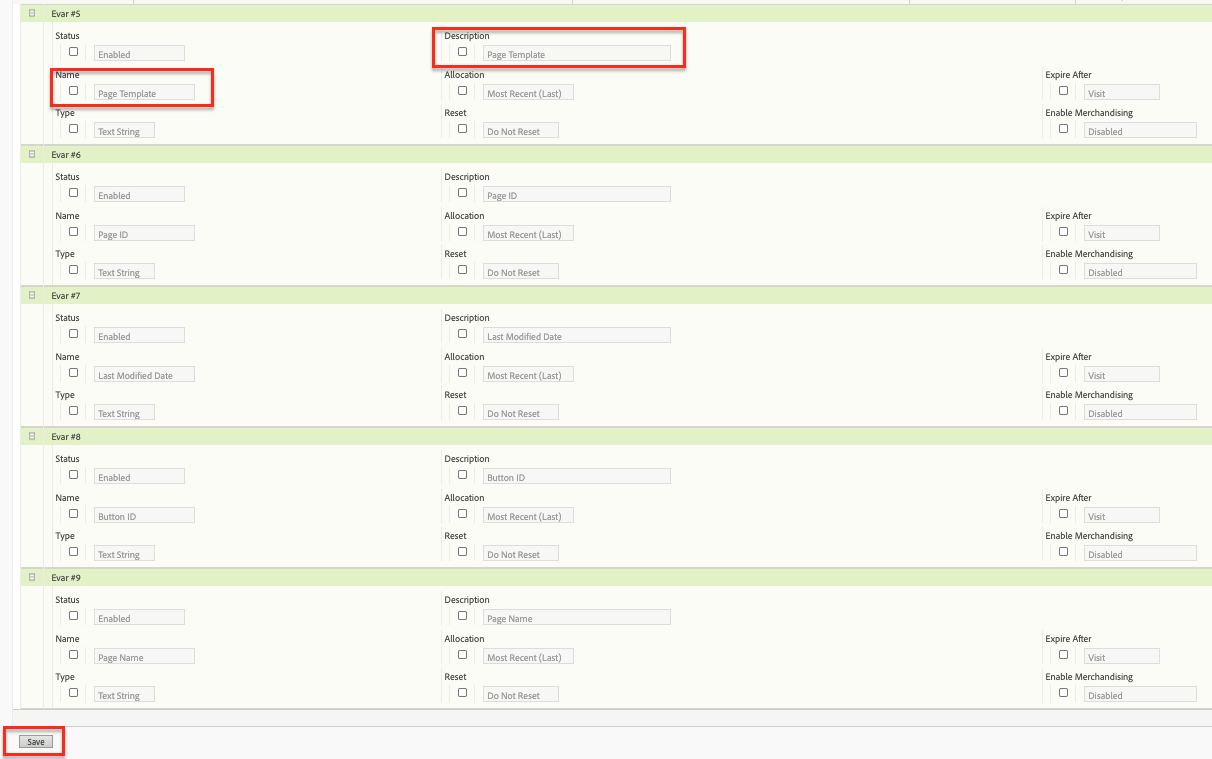 Evar #5
Status Description
Enabled Page Template
Name Allocation Expire After
Page Template Most Recent (Last) Visit
Type Reset Enable Merchandising
Text String Do Not Reset Disabled
Evar #6
Status Description
Enabled Page ID
Name Allocation Expire After
Page ID Most Recent (Last) Visit
Type Reset Enable Merchandising
Text String Do Not Reset Disabled
Evar #7
Status Description
Enabled Last Modified Date
Name Allocation Expire After
Last Modified Date Most Recent (Last) Visit
Type Reset Enable Merchandising
Text String Do Not Reset Disabled
Evar #8
Status Description
Enabled Button ID
Name Allocation Expire After
Button ID Most Recent (Last) Visit
Type Reset Enable Merchandising
Text String Do Not Reset Disabled
Evar #9
Status Description
Enabled Page Name
Name Allocation Expire After
Page Name Most Recent (Last) Visit
Type Reset Enable Merchandising
Text String Do Not Reset Disabled
Save